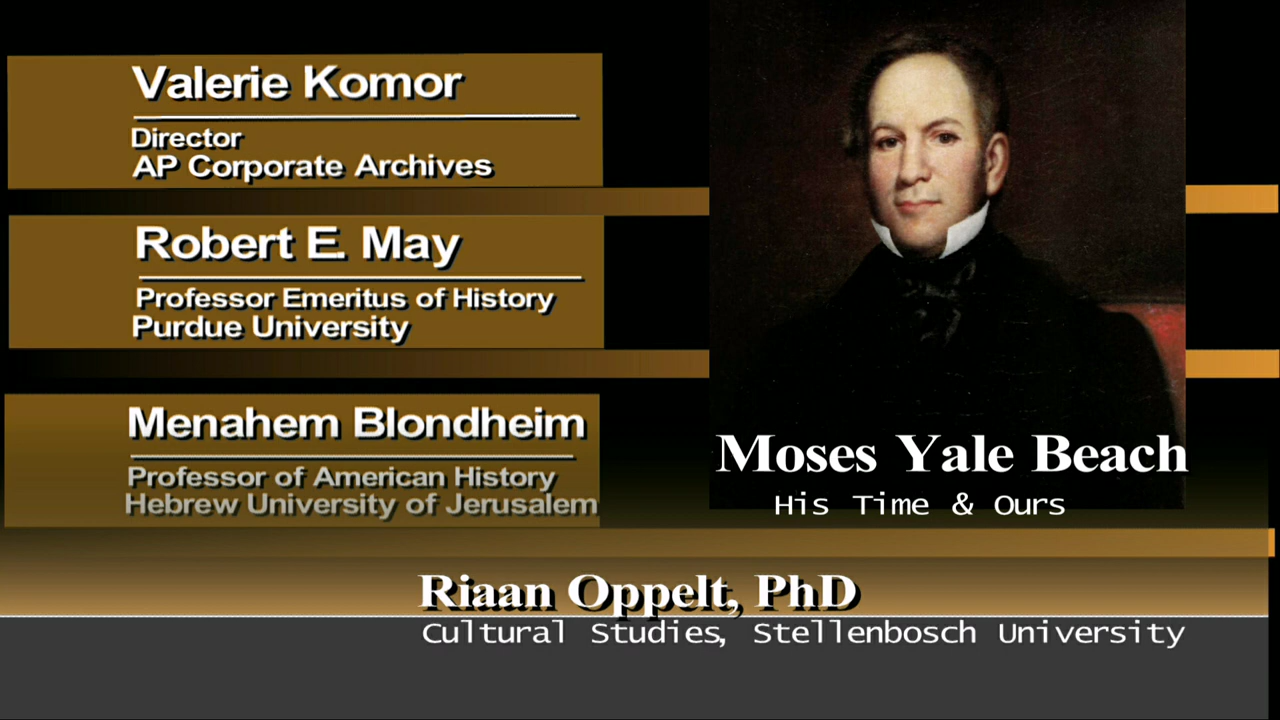 Valerie Komor
Director
AP Corporate Archives
Robert E. May
Professor Emeritus of History
Purdue University
Menahem Blondheim
Professor of American History
Hebrew University of Jerusalem
Moses Yale Beach
His Time & Ours
Riaan Oppelt, PhD
Cultural Studies, Stellenbosch University